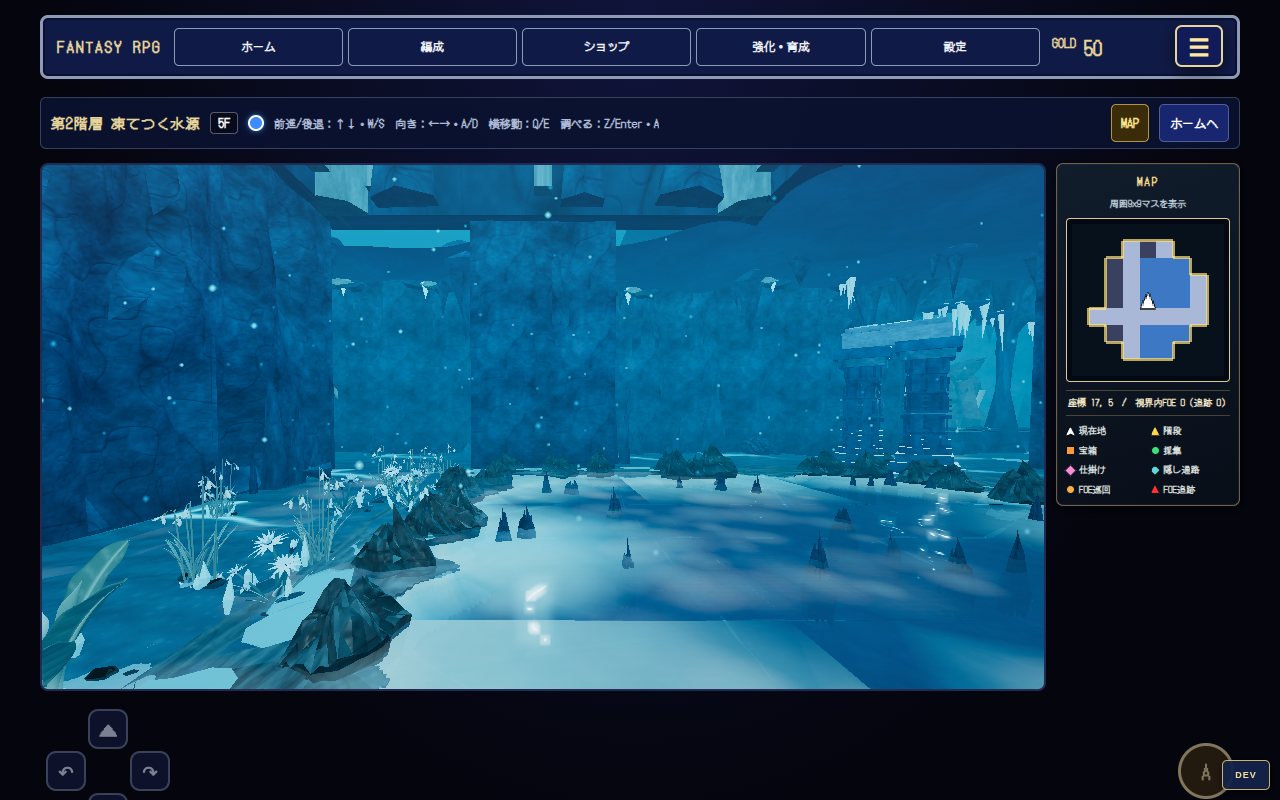 FANTASY RPG
ホーム
編成
ショップ
強化・育成
設定
GOLD 50
第2階層 凍てつく水源
5F
前進/後退：↑↓・W/S 向き：←→・A/D 横移動：Q/E 調べる：Z/Enter・A
MAP
ホームへ
MAP
周囲9x9マスを表示
座標 17, 5 / 視界内FOE 0 (追跡 0)
現在地
階段
宝箱
採集
仕掛け
隠し通路
FOE巡回
FOE追跡
A
DEV